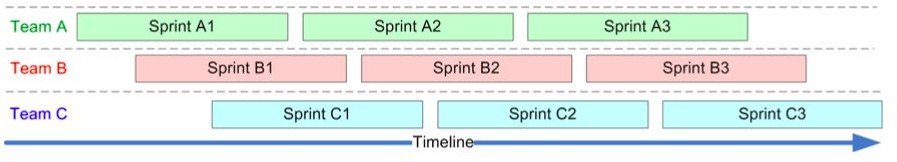 Team A Sprint A1 Sprint A2 Sprint A3
Team B Sprint B1 Sprint B2 Sprint B3
Team C Sprint C1 Sprint C2 Sprint C3
Timeline